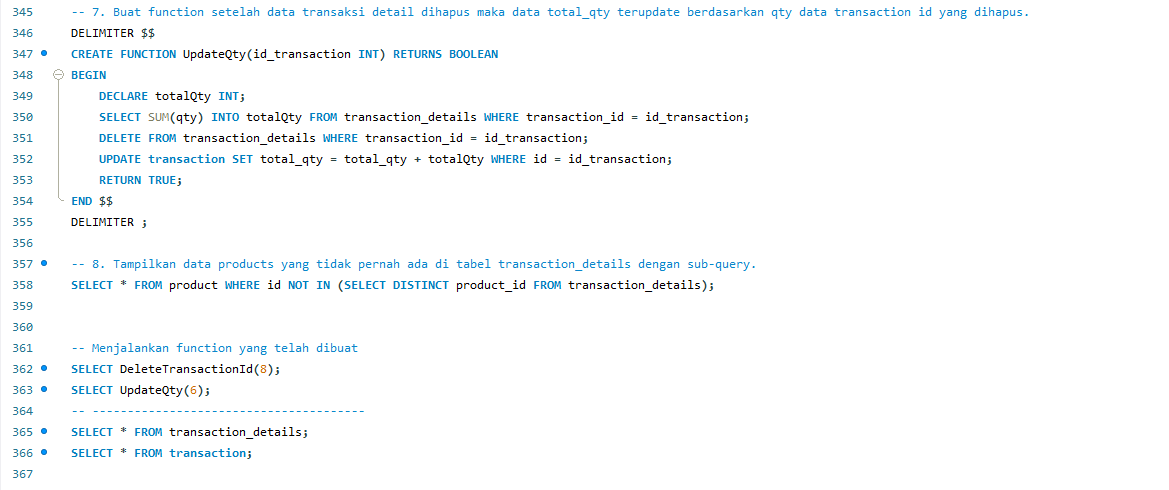 345 -- 7. Buat function setelah data transaksi detail dihapus maka data total_qty terupdate berdasarkan qty data transaction id yang dihapus.
346 DELIMITER $$
347 CREATE FUNCTION UpdateQty(id_transaction INT) RETURNS BOOLEAN
348 BEGIN
349 DECLARE totalQty INT;
350 SELECT SUM(qty) INTO totalQty FROM transaction_details WHERE transaction_id = id_transaction;
351 DELETE FROM transaction_details WHERE transaction_id = id_transaction;
352 UPDATE transaction SET total_qty = total_qty + totalQty WHERE id = id_transaction;
353 RETURN TRUE;
354 END $$
355 DELIMITER ;
356
357 -- 8. Tampilkan data products yang tidak pernah ada di tabel transaction_details dengan sub-query.
358 SELECT * FROM product WHERE id NOT IN (SELECT DISTINCT product_id FROM transaction_details);
359
360
361 -- Menjalankan function yang telah dibuat
362 SELECT DeleteTransactionId(8);
363 SELECT UpdateQty(6);
364 -- ---------------------------------------
365 SELECT * FROM transaction_details;
366 SELECT * FROM transaction;
367